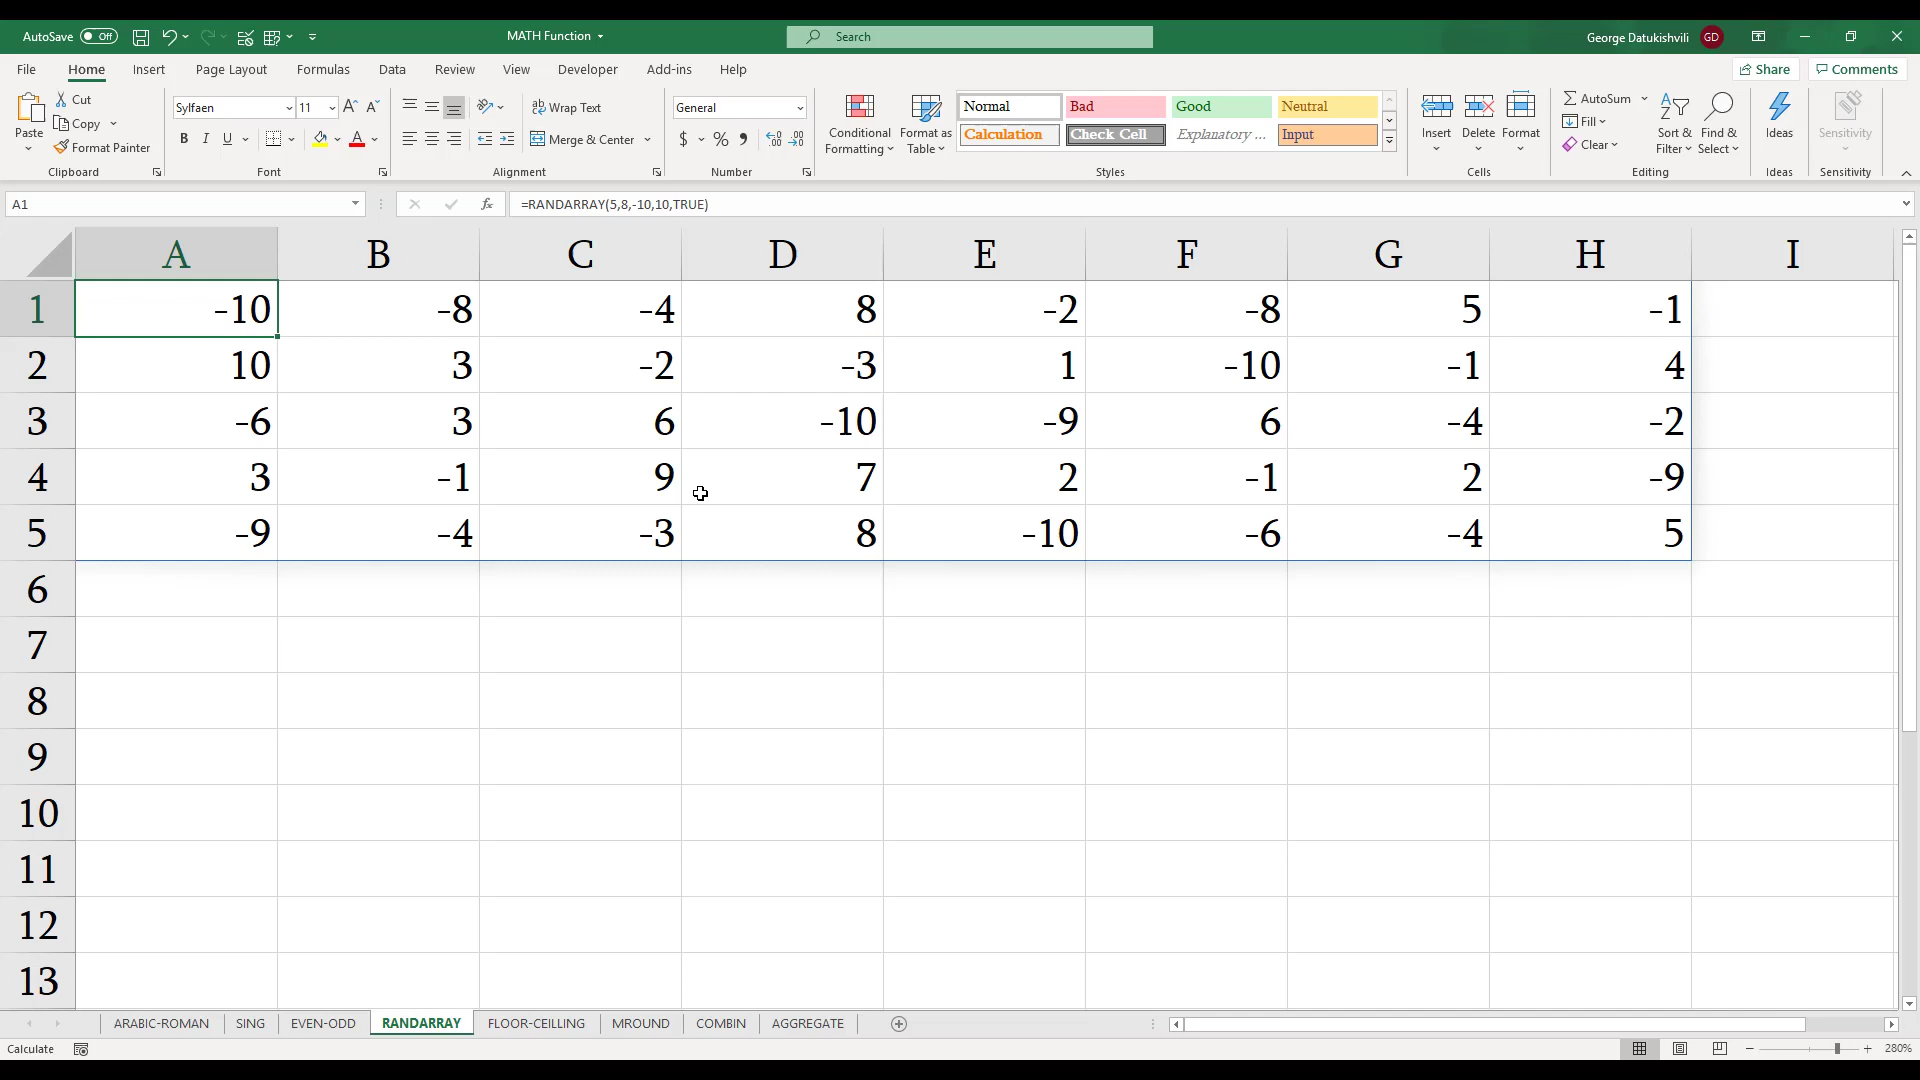 AutoSave Off MATH Function Search George Datukishvili GD
File Home Insert Page Layout Formulas Data Review View Developer Add-ins Help Share Comments
Paste Cut Copy Format Painter Clipboard
Sylfaen 11 A A B I U A Font
Wrap Text Merge & Center Alignment
General $ % Number
Conditional Formatting Format as Table
Normal Bad Good Neutral
Calculation Check Cell Explanatory ... Input
Styles
Insert Delete Format Cells
AutoSum Fill Clear Sort & Filter Find & Select Editing
Ideas Ideas
Sensitivity Sensitivity
A1 fx =RANDARRAY(5,8,-10,10,TRUE)
A B C D E F G H I
1 -10 -8 -4 8 -2 -8 5 -1
2 10 3 -2 -3 1 -10 -1 4
3 -6 3 6 -10 -9 6 -4 -2
4 3 -1 9 7 2 -1 2 -9
5 -9 -4 -3 8 -10 -6 -4 5
6
7
8
9
10
11
12
13
ARABIC-ROMAN SING EVEN-ODD RANDARRAY FLOOR-CEILLING MROUND COMBIN AGGREGATE
Calculate 280%